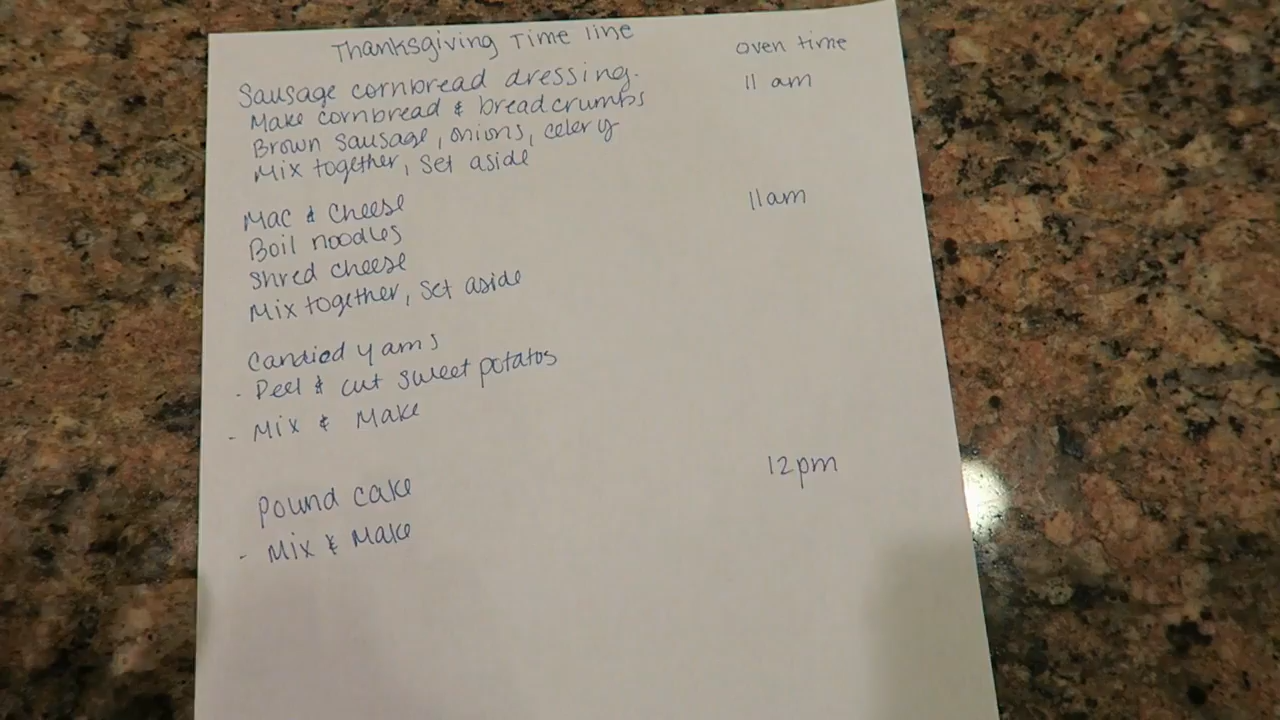 Thanksgiving Time line
oven time
Sausage cornbread dressing.
11 am
Make cornbread & breadcrumbs
Brown sausage, onions, celery
Mix together, set aside
Mac & cheese
11am
Boil noodles
Shred cheese
Mix together, set aside
Candied yams
- Peel & cut sweet potatos
- Mix & Make
Pound cake
12pm
- Mix & Make